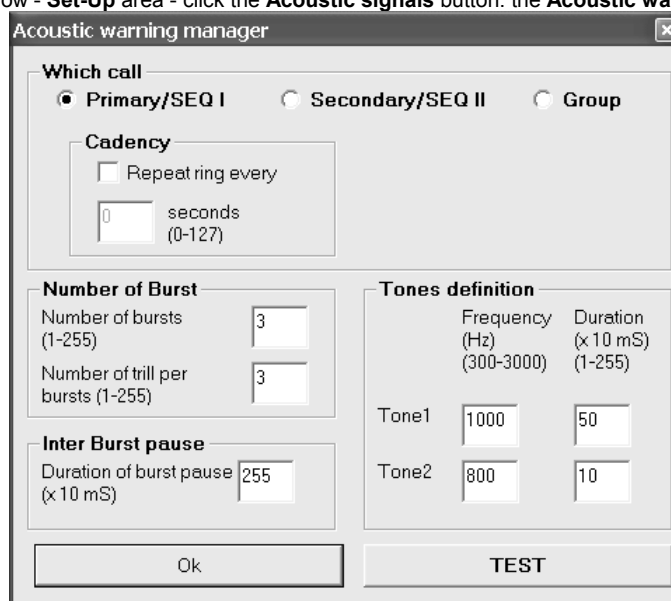 ow - Set-Up area - click the Acoustic signals button: the Acoustic wa
Acoustic warning manager
Which call
Primary/SEQ I Secondary/SEQ II Group
Cadency
Repeat ring every
0 seconds
(0-127)
Number of Burst
Number of bursts 3
(1-255)
Number of trill per 3
bursts (1-255)
Inter Burst pause
Duration of burst pause 255
(x 10 mS)
Tones definition
Frequency Duration
(Hz) (x 10 mS)
(300-3000) (1-255)
Tone1 1000 50
Tone2 800 10
Ok TEST